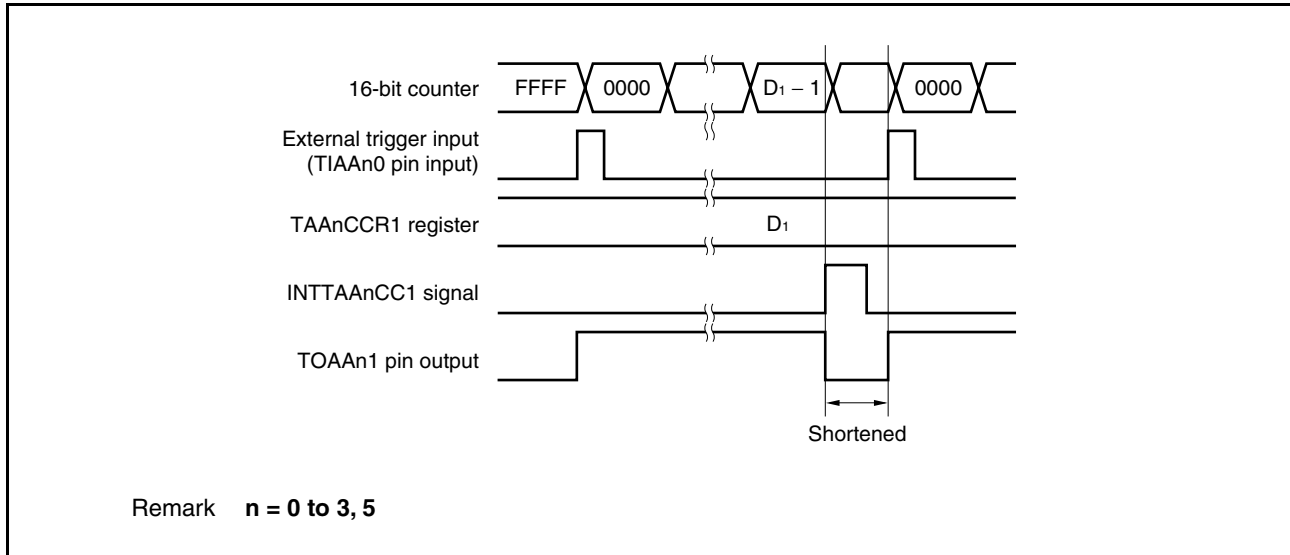 16-bit counter FFFF 0000 D₁ – 1 0000
External trigger input
(TIAAn0 pin input)
TAAnCCR1 register D₁
INTTAAnCC1 signal
TOAAn1 pin output
Shortened
Remark n = 0 to 3, 5